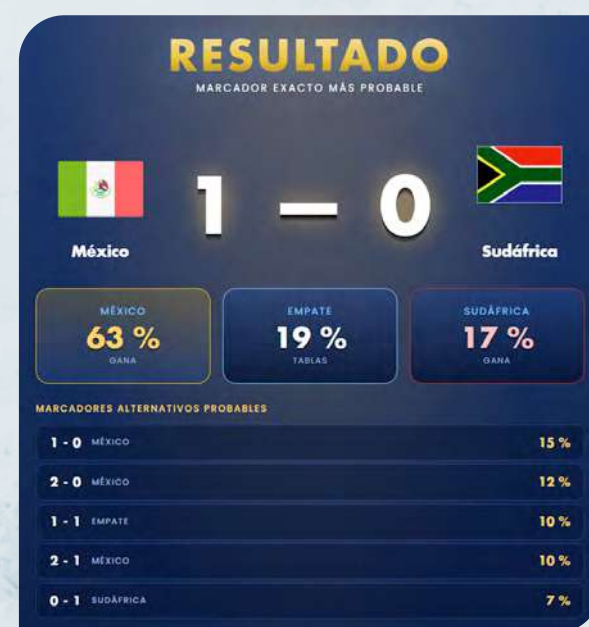 RESULTADO
MARCADOR EXACTO MÁS PROBABLE
1 – 0
México
Sudáfrica
MÉXICO
63 %
GANA
EMPATE
19 %
TABLAS
SUDÁFRICA
17 %
GANA
MARCADORES ALTERNATIVOS PROBABLES
1 - 0 MÉXICO 15 %
2 - 0 MÉXICO 12 %
1 - 1 EMPATE 10 %
2 - 1 MÉXICO 10 %
0 - 1 SUDÁFRICA 7 %